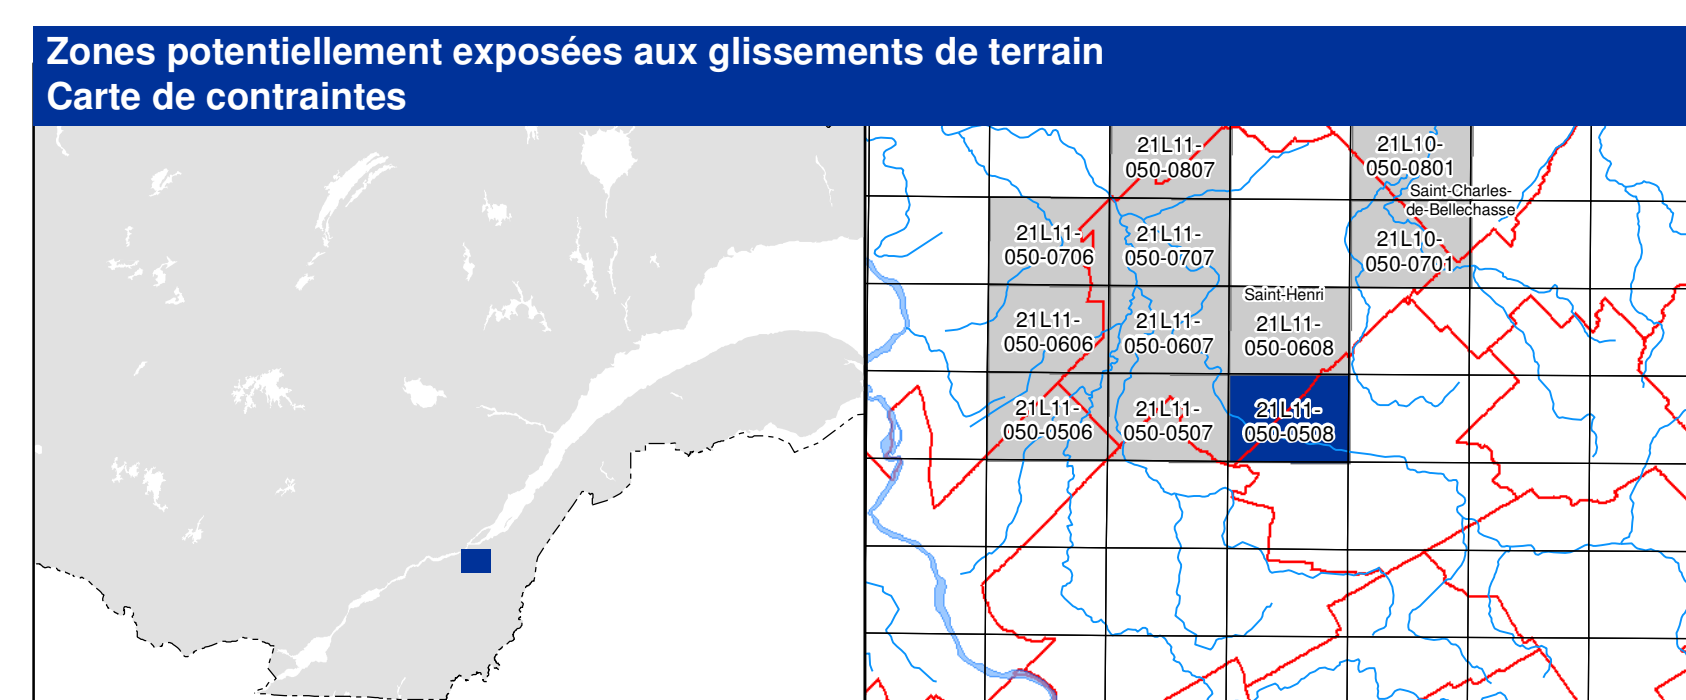 Zones potentiellement exposées aux glissements de terrain
Carte de contraintes
21L11-
050-0807
21L10-
050-0801
Saint-Charles-
de-Bellechasse
21L11-
050-0706
21L11-
050-0707
21L10-
050-0701
Saint-Henri
21L11-
050-0606
21L11-
050-0607
21L11-
050-0608
21L11-
050-0506
21L11-
050-0507
21L11-
050-0508